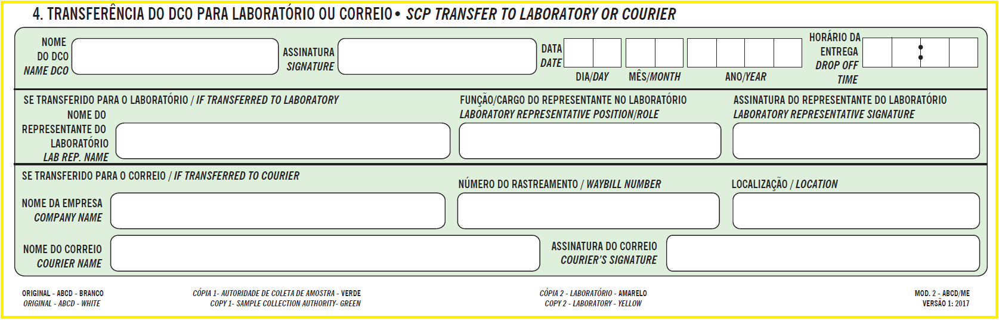 4. TRANSFERÊNCIA DO DCO PARA LABORATÓRIO OU CORREIO • SCP TRANSFER TO LABORATORY OR COURIER
NOME
DO DCO
NAME DCO
ASSINATURA
SIGNATURE
DATA
DATE
DIA/DAY
MÊS/MONTH
ANO/YEAR
HORÁRIO DA
ENTREGA
DROP OFF
TIME
:
SE TRANSFERIDO PARA O LABORATÓRIO / IF TRANSFERRED TO LABORATORY
NOME DO
REPRESENTANTE DO
LABORATÓRIO
LAB REP. NAME
FUNÇÃO/CARGO DO REPRESENTANTE NO LABORATÓRIO
LABORATORY REPRESENTATIVE POSITION/ROLE
ASSINATURA DO REPRESENTANTE DO LABORATÓRIO
LABORATORY REPRESENTATIVE SIGNATURE
SE TRANSFERIDO PARA O CORREIO / IF TRANSFERRED TO COURIER
NOME DA EMPRESA
COMPANY NAME
NÚMERO DO RASTREAMENTO / WAYBILL NUMBER
LOCALIZAÇÃO / LOCATION
NOME DO CORREIO
COURIER NAME
ASSINATURA DO CORREIO
COURIER'S SIGNATURE
ORIGINAL - ABCD - BRANCO
ORIGINAL - ABCD - WHITE
CÓPIA 1- AUTORIDADE DE COLETA DE AMOSTRA - VERDE
COPY 1- SAMPLE COLLECTION AUTHORITY- GREEN
CÓPIA 2 - LABORATÓRIO - AMARELO
COPY 2 - LABORATORY - YELLOW
MOD. 2 - ABCD/ME
VERSÃO 1: 2017